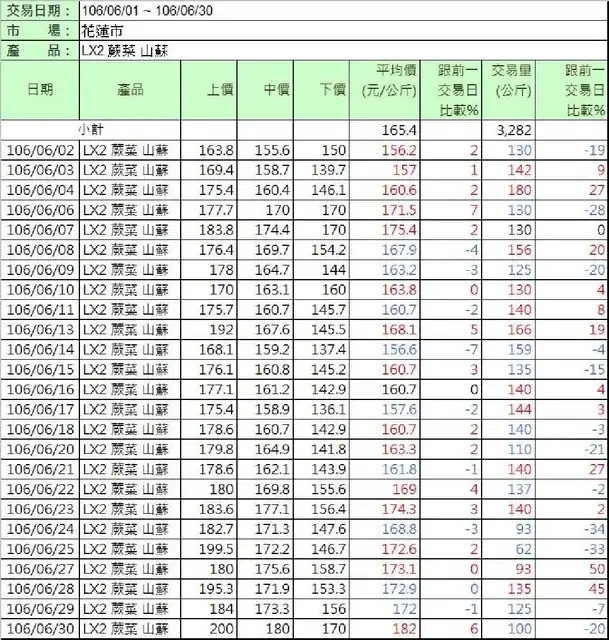 交易日期： 106/06/01 ~ 106/06/30
市 場： 花蓮市
產 品： LX2 蕨菜 山蘇
日期 產品 上價 中價 下價 平均價(元/公斤) 跟前一交易日比較% 交易量(公斤) 跟前一交易日比較%
小計 165.4 3,282
106/06/02 LX2 蕨菜 山蘇 163.8 155.6 150 156.2 2 130 -19
106/06/03 LX2 蕨菜 山蘇 169.4 158.7 139.7 157 1 142 9
106/06/04 LX2 蕨菜 山蘇 175.4 160.4 146.1 160.6 2 180 27
106/06/06 LX2 蕨菜 山蘇 177.7 170 170 171.5 7 130 -28
106/06/07 LX2 蕨菜 山蘇 183.8 174.4 170 175.4 2 130 0
106/06/08 LX2 蕨菜 山蘇 176.4 169.7 154.2 167.9 -4 156 20
106/06/09 LX2 蕨菜 山蘇 178 164.7 144 163.2 -3 125 -20
106/06/10 LX2 蕨菜 山蘇 170 163.1 160 163.8 0 130 4
106/06/11 LX2 蕨菜 山蘇 175.7 160.7 145.7 160.7 -2 140 8
106/06/13 LX2 蕨菜 山蘇 192 167.6 145.5 168.1 5 166 19
106/06/14 LX2 蕨菜 山蘇 168.1 159.2 137.4 156.6 -7 159 -4
106/06/15 LX2 蕨菜 山蘇 176.1 160.8 145.2 160.7 3 135 -15
106/06/16 LX2 蕨菜 山蘇 177.1 161.2 142.9 160.7 0 140 4
106/06/17 LX2 蕨菜 山蘇 175.4 158.9 136.1 157.6 -2 144 3
106/06/18 LX2 蕨菜 山蘇 178.6 160.7 142.9 160.7 2 140 -3
106/06/20 LX2 蕨菜 山蘇 179.8 164.9 141.8 163.3 2 110 -21
106/06/21 LX2 蕨菜 山蘇 178.6 162.1 143.9 161.8 -1 140 27
106/06/22 LX2 蕨菜 山蘇 180 169.8 155.6 169 4 137 -2
106/06/23 LX2 蕨菜 山蘇 183.6 177.1 156.4 174.3 3 140 2
106/06/24 LX2 蕨菜 山蘇 182.7 171.3 147.6 168.8 -3 93 -34
106/06/25 LX2 蕨菜 山蘇 199.5 172.2 146.7 172.6 2 62 -33
106/06/27 LX2 蕨菜 山蘇 180 175.6 158.7 173.1 0 93 50
106/06/28 LX2 蕨菜 山蘇 195.3 171.9 153.3 172.9 0 135 45
106/06/29 LX2 蕨菜 山蘇 184 173.3 156 172 -1 125 -7
106/06/30 LX2 蕨菜 山蘇 200 180 170 182 6 100 -20